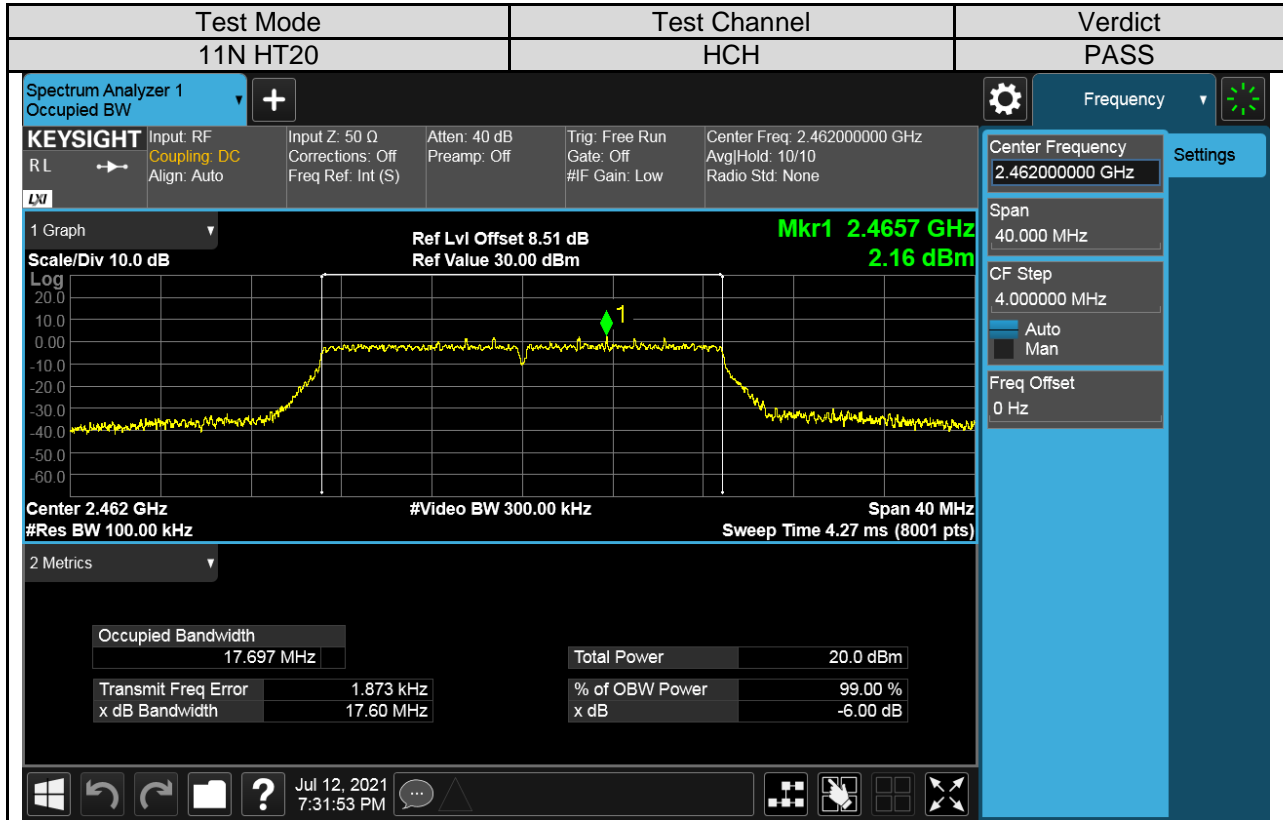 Test Mode Test Channel Verdict
11N HT20 HCH PASS
Spectrum Analyzer 1
Occupied BW
+
Frequency
KEYSIGHT
R L
LXI
Input: RF
Coupling: DC
Align: Auto
Input Z: 50 Ω
Corrections: Off
Freq Ref: Int (S)
Atten: 40 dB
Preamp: Off
Trig: Free Run
Gate: Off
#IF Gain: Low
Center Freq: 2.462000000 GHz
Avg|Hold: 10/10
Radio Std: None
Center Frequency
2.462000000 GHz
Settings
Span
40.000 MHz
CF Step
4.000000 MHz
Auto
Man
Freq Offset
0 Hz
1 Graph
Scale/Div 10.0 dB
Ref Lvl Offset 8.51 dB
Ref Value 30.00 dBm
Mkr1 2.4657 GHz
2.16 dBm
Log
20.0
10.0
0.00
-10.0
-20.0
-30.0
-40.0
-50.0
-60.0
1
Center 2.462 GHz
#Res BW 100.00 kHz
#Video BW 300.00 kHz
Span 40 MHz
Sweep Time 4.27 ms (8001 pts)
2 Metrics
Occupied Bandwidth
17.697 MHz
Total Power 20.0 dBm
Transmit Freq Error 1.873 kHz
% of OBW Power 99.00 %
x dB Bandwidth 17.60 MHz
x dB -6.00 dB
?
Jul 12, 2021
7:31:53 PM